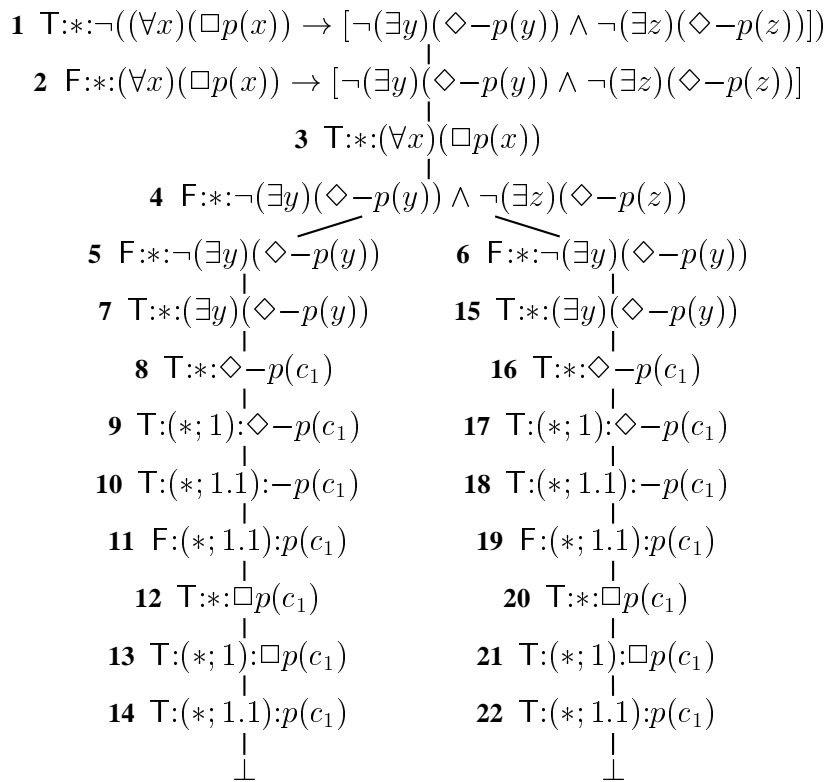 1 T:∗:¬((∀x)(□p(x)) → [¬(∃y)(◇−p(y)) ∧ ¬(∃z)(◇−p(z))])
2 F:∗:(∀x)(□p(x)) → [¬(∃y)(◇−p(y)) ∧ ¬(∃z)(◇−p(z))]
3 T:∗:(∀x)(□p(x))
4 F:∗:¬(∃y)(◇−p(y)) ∧ ¬(∃z)(◇−p(z))
5 F:∗:¬(∃y)(◇−p(y)) 6 F:∗:¬(∃y)(◇−p(y))
7 T:∗:(∃y)(◇−p(y)) 15 T:∗:(∃y)(◇−p(y))
8 T:∗:◇−p(c₁) 16 T:∗:◇−p(c₁)
9 T:(∗; 1):◇−p(c₁) 17 T:(∗; 1):◇−p(c₁)
10 T:(∗; 1.1):−p(c₁) 18 T:(∗; 1.1):−p(c₁)
11 F:(∗; 1.1):p(c₁) 19 F:(∗; 1.1):p(c₁)
12 T:∗:□p(c₁) 20 T:∗:□p(c₁)
13 T:(∗; 1):□p(c₁) 21 T:(∗; 1):□p(c₁)
14 T:(∗; 1.1):p(c₁) 22 T:(∗; 1.1):p(c₁)
⊥ ⊥